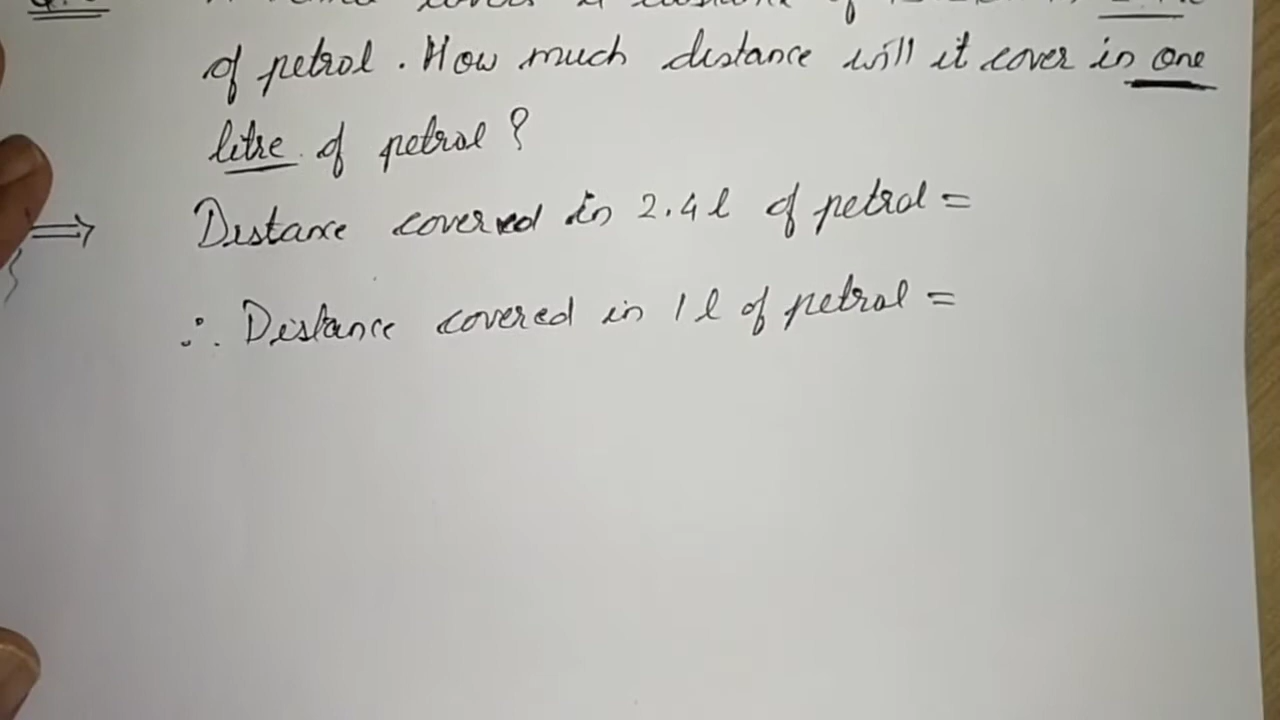 of petrol. How much distance will it cover in one
litre of petrol?
Distance covered in 2.4 l of petrol =
∴ Distance covered in 1 l of petrol =